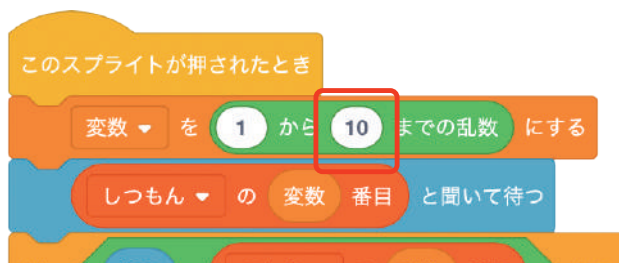 このスプライトが押されたとき
変数 を 1 から 10 までの乱数 にする
しつもん の 変数 番目 と聞いて待つ